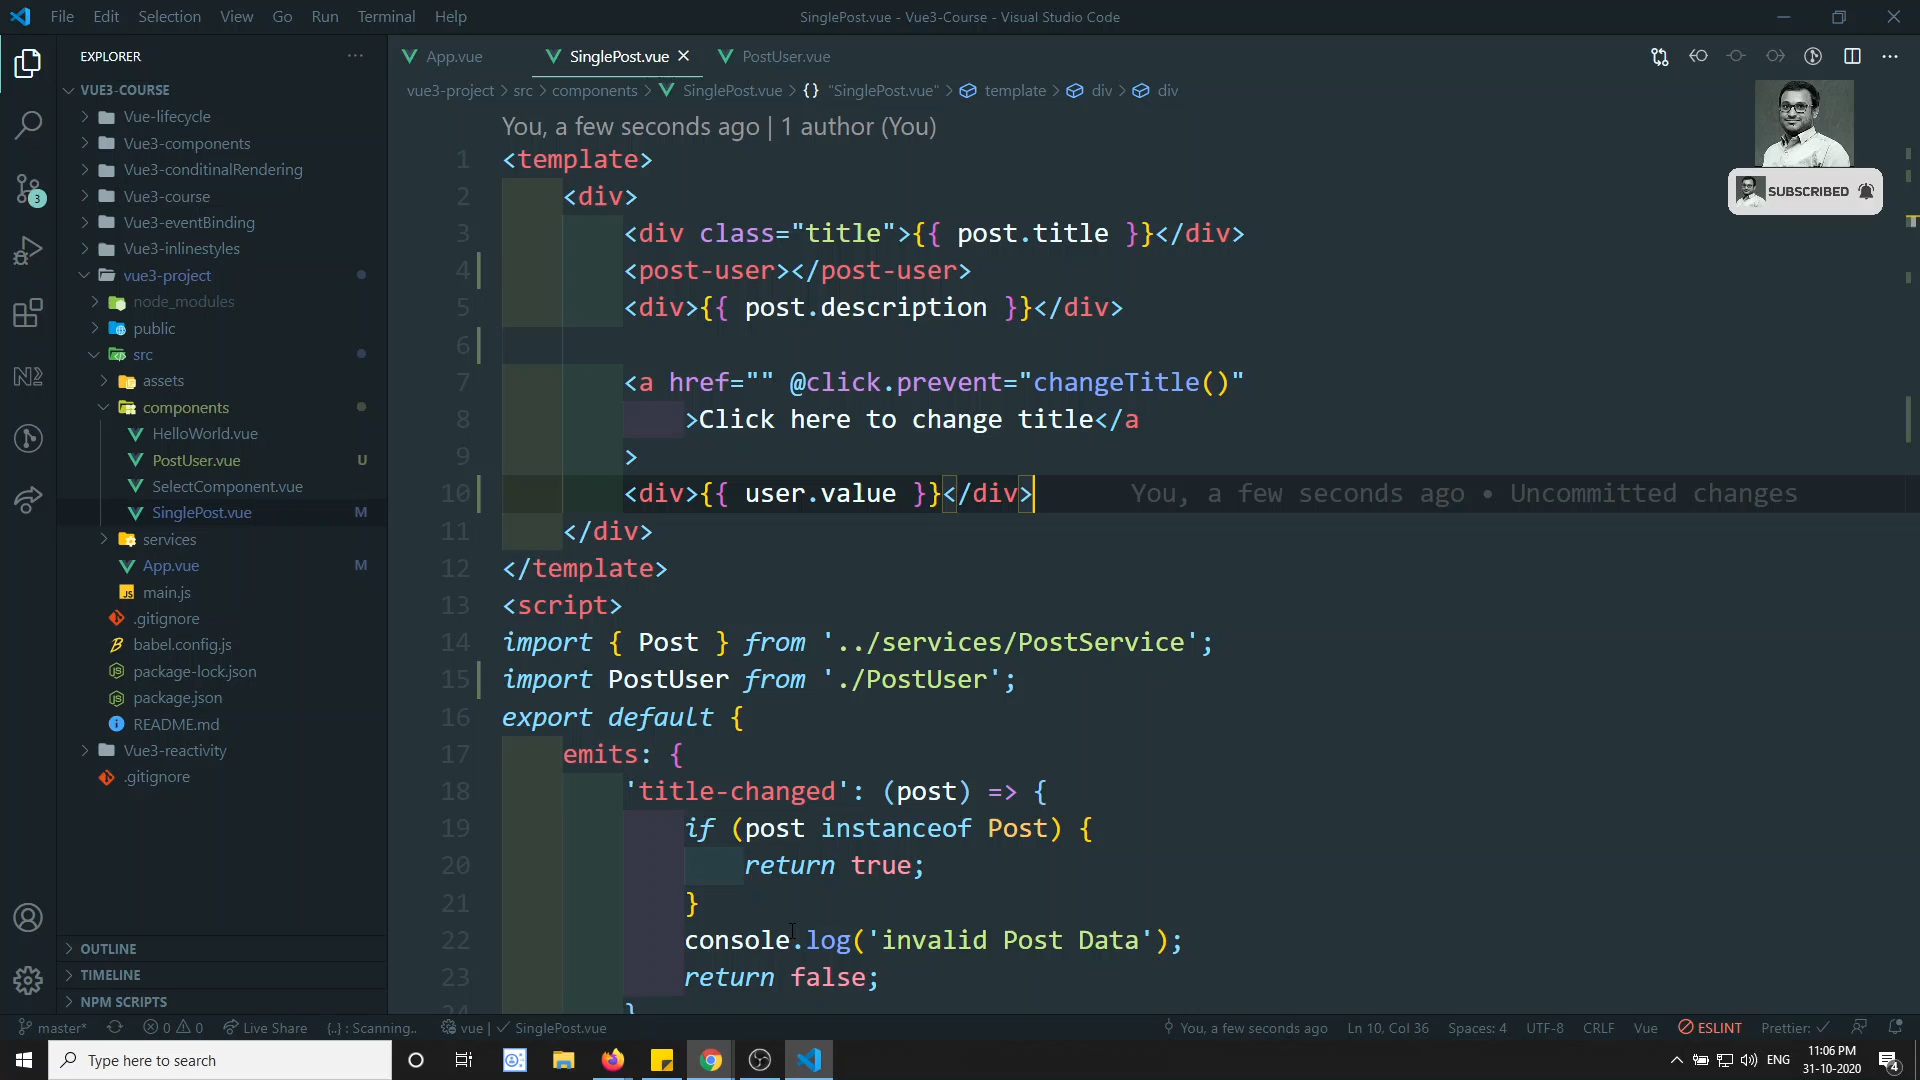 File Edit Selection View Go Run Terminal Help
SinglePost.vue - Vue3-Course - Visual Studio Code
EXPLORER
VUE3-COURSE
Vue-lifecycle
Vue3-components
Vue3-conditinalRendering
Vue3-course
Vue3-eventBinding
Vue3-inlinestyles
vue3-project
node_modules
public
src
assets
components
HelloWorld.vue
PostUser.vue U
SelectComponent.vue
SinglePost.vue M
services
App.vue M
main.js
.gitignore
babel.config.js
package-lock.json
package.json
README.md
Vue3-reactivity
.gitignore
OUTLINE
TIMELINE
NPM SCRIPTS
3
App.vue SinglePost.vue PostUser.vue
vue3-project > src > components > SinglePost.vue > {} "SinglePost.vue" > template > div > div
SUBSCRIBED
You, a few seconds ago | 1 author (You)
1 <template>
2 <div>
3 <div class="title">{{ post.title }}</div>
4 <post-user></post-user>
5 <div>{{ post.description }}</div>
6
7 <a href="" @click.prevent="changeTitle()"
8 >Click here to change title</a
9 >
10 <div>{{ user.value }}</div> You, a few seconds ago • Uncommitted changes
11 </div>
12 </template>
13 <script>
14 import { Post } from '../services/PostService';
15 import PostUser from './PostUser';
16 export default {
17 emits: {
18 'title-changed': (post) => {
19 if (post instanceof Post) {
20 return true;
21 }
22 console.log('invalid Post Data');
23 return false;
24 }
master* 0 0 Live Share {..} : Scanning.. vue | SinglePost.vue You, a few seconds ago Ln 10, Col 36 Spaces: 4 UTF-8 CRLF Vue ESLINT Prettier: ✓
Type here to search
ENG
11:06 PM
31-10-2020
4